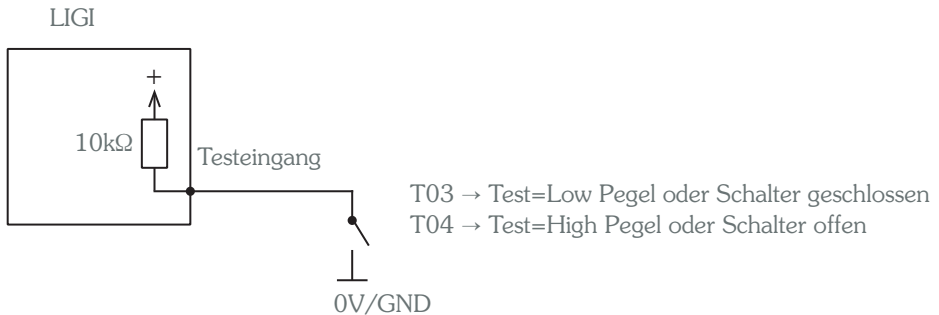 LIGI
+
10kΩ
Testeingang
T03 → Test=Low Pegel oder Schalter geschlossen
T04 → Test=High Pegel oder Schalter offen
0V/GND